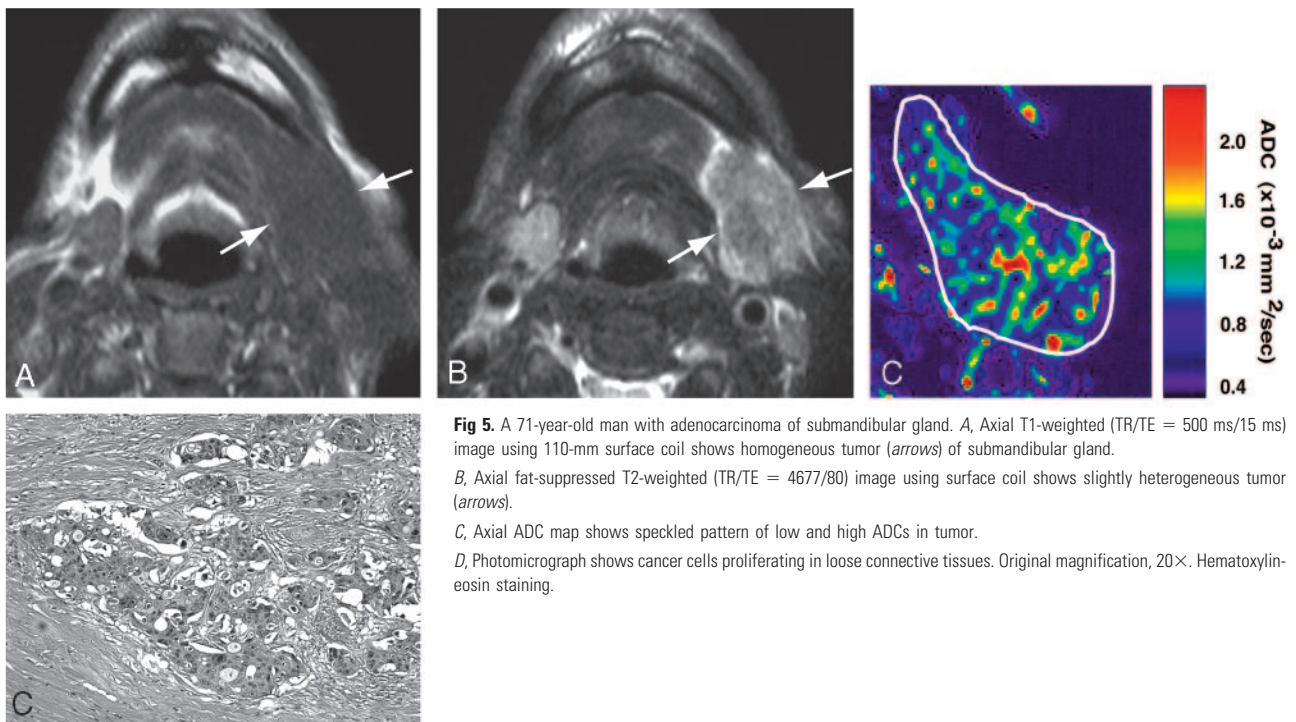 A
B
C
2.0
1.6
1.2
0.8
0.4
ADC (x10⁻³mm²/sec)
C
Fig 5. A 71-year-old man with adenocarcinoma of submandibular gland. A, Axial T1-weighted (TR/TE = 500 ms/15 ms)
image using 110-mm surface coil shows homogeneous tumor (arrows) of submandibular gland.
B, Axial fat-suppressed T2-weighted (TR/TE = 4677/80) image using surface coil shows slightly heterogeneous tumor
(arrows).
C, Axial ADC map shows speckled pattern of low and high ADCs in tumor.
D, Photomicrograph shows cancer cells proliferating in loose connective tissues. Original magnification, 20×. Hematoxylin-
eosin staining.